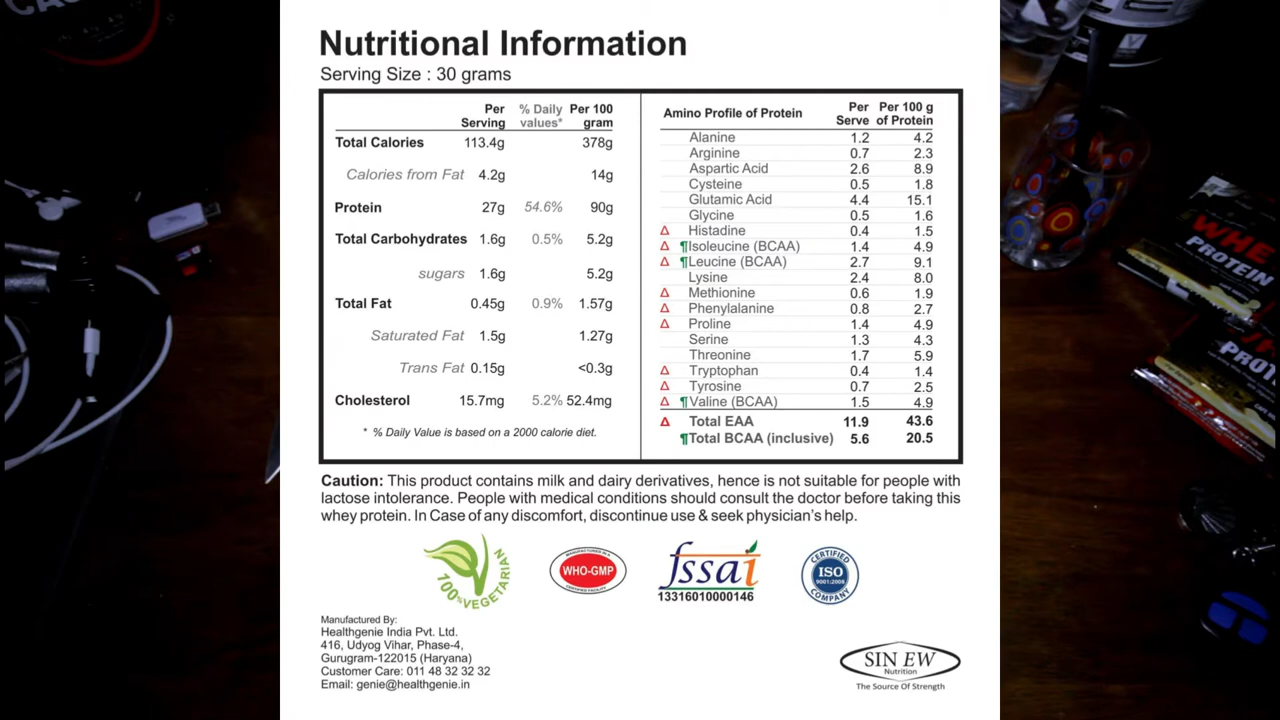 Nutritional Information
Serving Size : 30 grams
Per Serving % Daily values* Per 100 gram
Total Calories 113.4g 378g
Calories from Fat 4.2g 14g
Protein 27g 54.6% 90g
Total Carbohydrates 1.6g 0.5% 5.2g
sugars 1.6g 5.2g
Total Fat 0.45g 0.9% 1.57g
Saturated Fat 1.5g 1.27g
Trans Fat 0.15g <0.3g
Cholesterol 15.7mg 5.2% 52.4mg
* % Daily Value is based on a 2000 calorie diet.
Amino Profile of Protein Per Serve Per 100 g of Protein
Alanine 1.2 4.2
Arginine 0.7 2.3
Aspartic Acid 2.6 8.9
Cysteine 0.5 1.8
Glutamic Acid 4.4 15.1
Glycine 0.5 1.6
Δ Histadine 0.4 1.5
Δ ¶Isoleucine (BCAA) 1.4 4.9
Δ ¶Leucine (BCAA) 2.7 9.1
Lysine 2.4 8.0
Δ Methionine 0.6 1.9
Δ Phenylalanine 0.8 2.7
Δ Proline 1.4 4.9
Serine 1.3 4.3
Threonine 1.7 5.9
Δ Tryptophan 0.4 1.4
Δ Tyrosine 0.7 2.5
Δ ¶Valine (BCAA) 1.5 4.9
Δ Total EAA 11.9 43.6
¶Total BCAA (inclusive) 5.6 20.5
Caution: This product contains milk and dairy derivatives, hence is not suitable for people with
lactose intolerance. People with medical conditions should consult the doctor before taking this
whey protein. In Case of any discomfort, discontinue use & seek physician's help.
100% VEGETARIAN
MANUFACTURED IN A
WHO-GMP
CERTIFIED FACILITY
fssai
13316010000146
CERTIFIED
ISO
9001:2008
COMPANY
Manufactured By:
Healthgenie India Pvt. Ltd.
416, Udyog Vihar, Phase-4,
Gurugram-122015 (Haryana)
Customer Care: 011 48 32 32 32
Email: genie@healthgenie.in
SIN EW
Nutrition
The Source Of Strength
WHE
PROTEIN
PROT